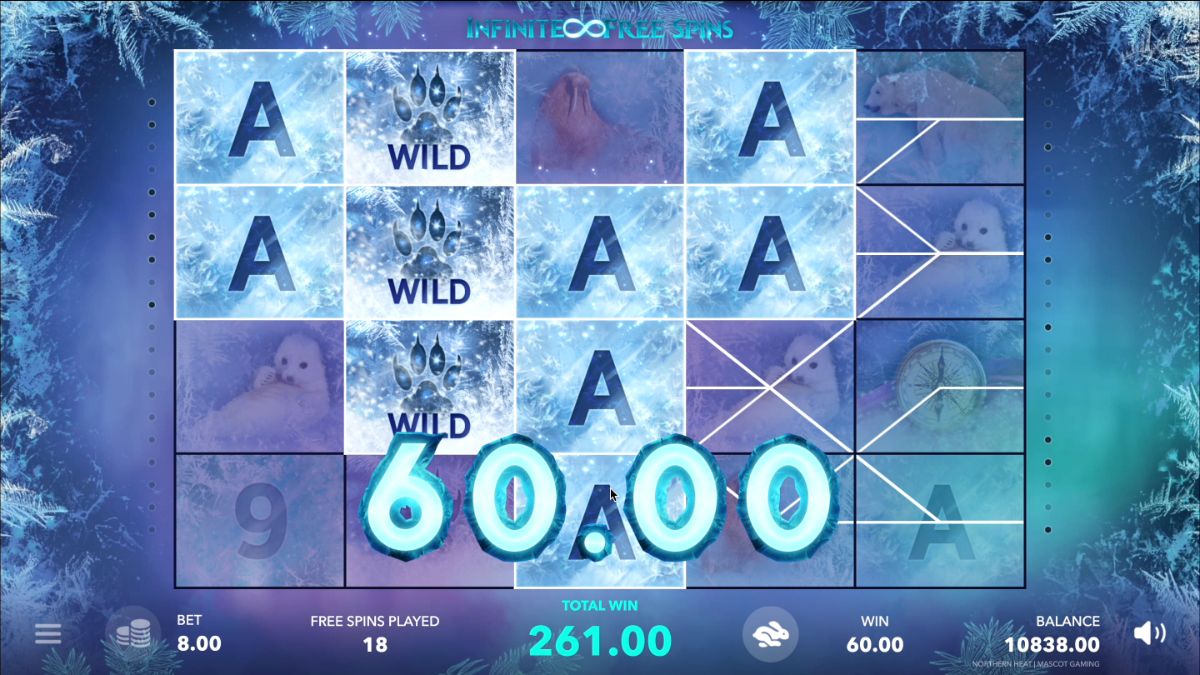 INFINITE∞FREE SPINS
A WILD A
A WILD A A
WILD A
9 A A
60.00
BET
8.00
FREE SPINS PLAYED
18
TOTAL WIN
261.00
WIN
60.00
BALANCE
10838.00
NORTHERN HEAT | MASCOT GAMING